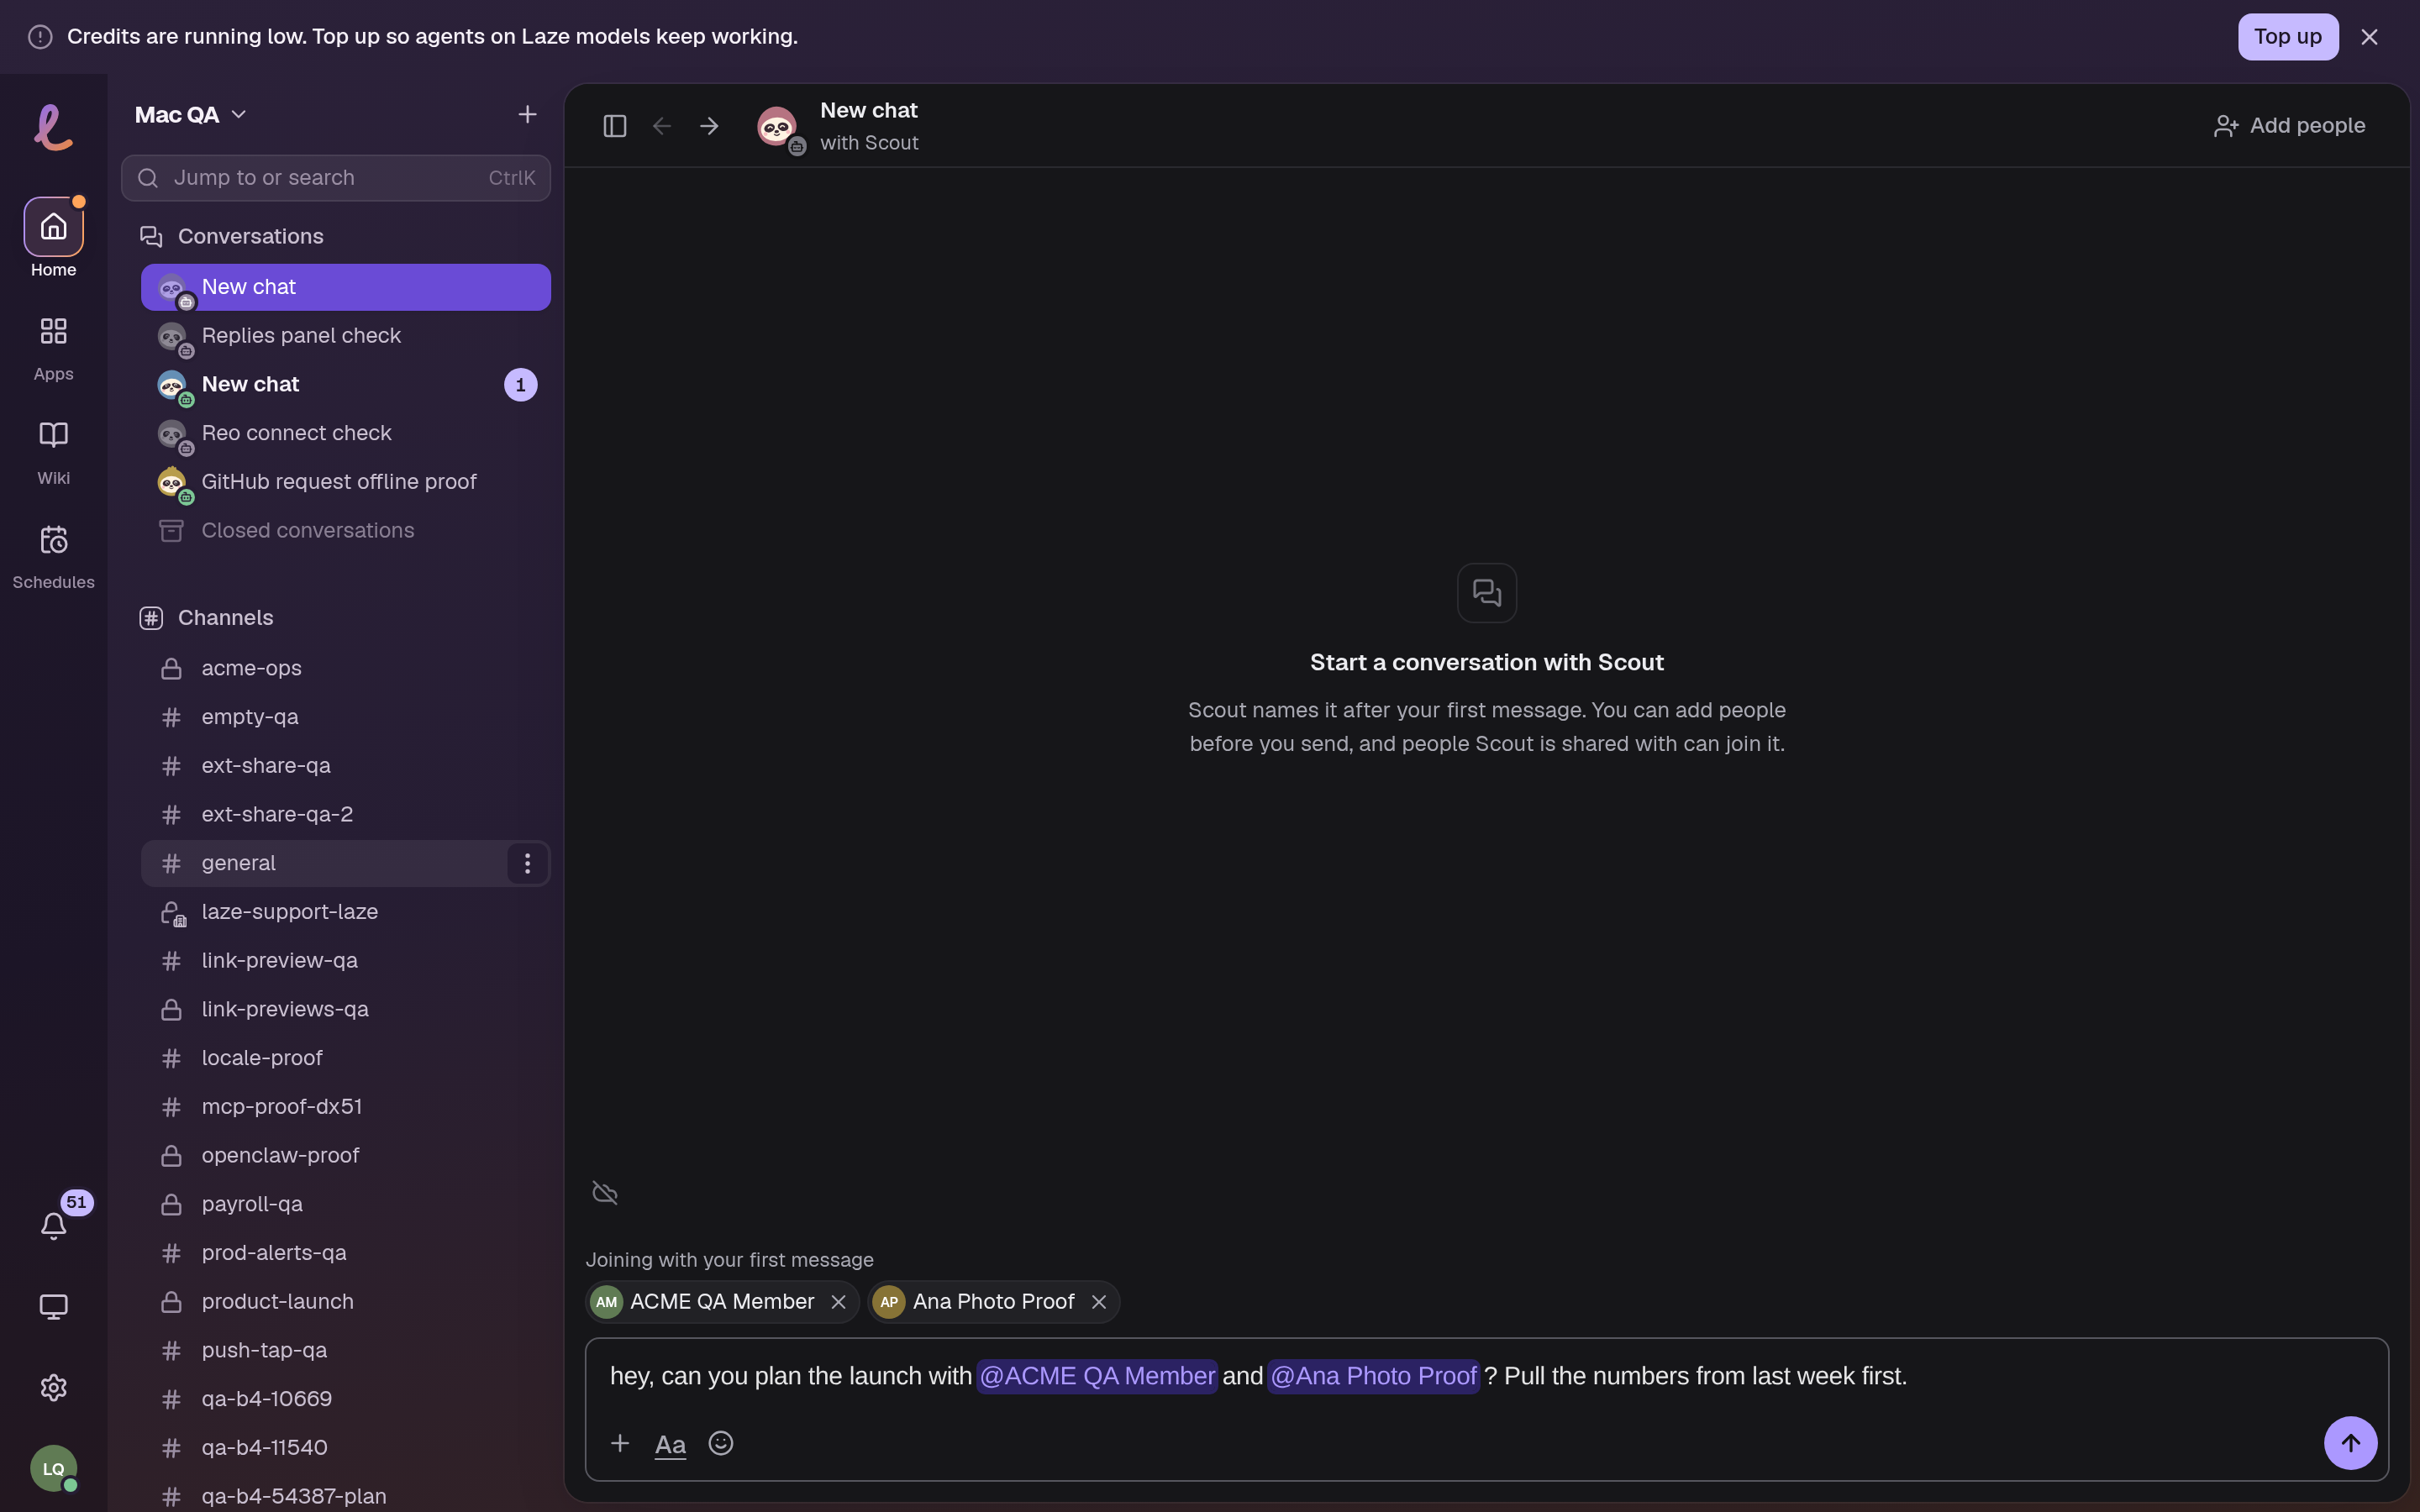 Credits are running low. Top up so agents on Laze models keep working.
Top up
Mac QA
Jump to or search
CtrlK
Home
Apps
Wiki
Schedules
Conversations
New chat
Replies panel check
New chat
1
Reo connect check
GitHub request offline proof
Closed conversations
Channels
acme-ops
empty-qa
ext-share-qa
ext-share-qa-2
general
laze-support-laze
link-preview-qa
link-previews-qa
locale-proof
mcp-proof-dx51
openclaw-proof
payroll-qa
prod-alerts-qa
product-launch
push-tap-qa
qa-b4-10669
qa-b4-11540
qa-b4-54387-plan
51
LQ
New chat
with Scout
Add people
Start a conversation with Scout
Scout names it after your first message. You can add people
before you send, and people Scout is shared with can join it.
Joining with your first message
AM ACME QA Member
AP Ana Photo Proof
hey, can you plan the launch with @ACME QA Member and @Ana Photo Proof ? Pull the numbers from last week first.
Aa